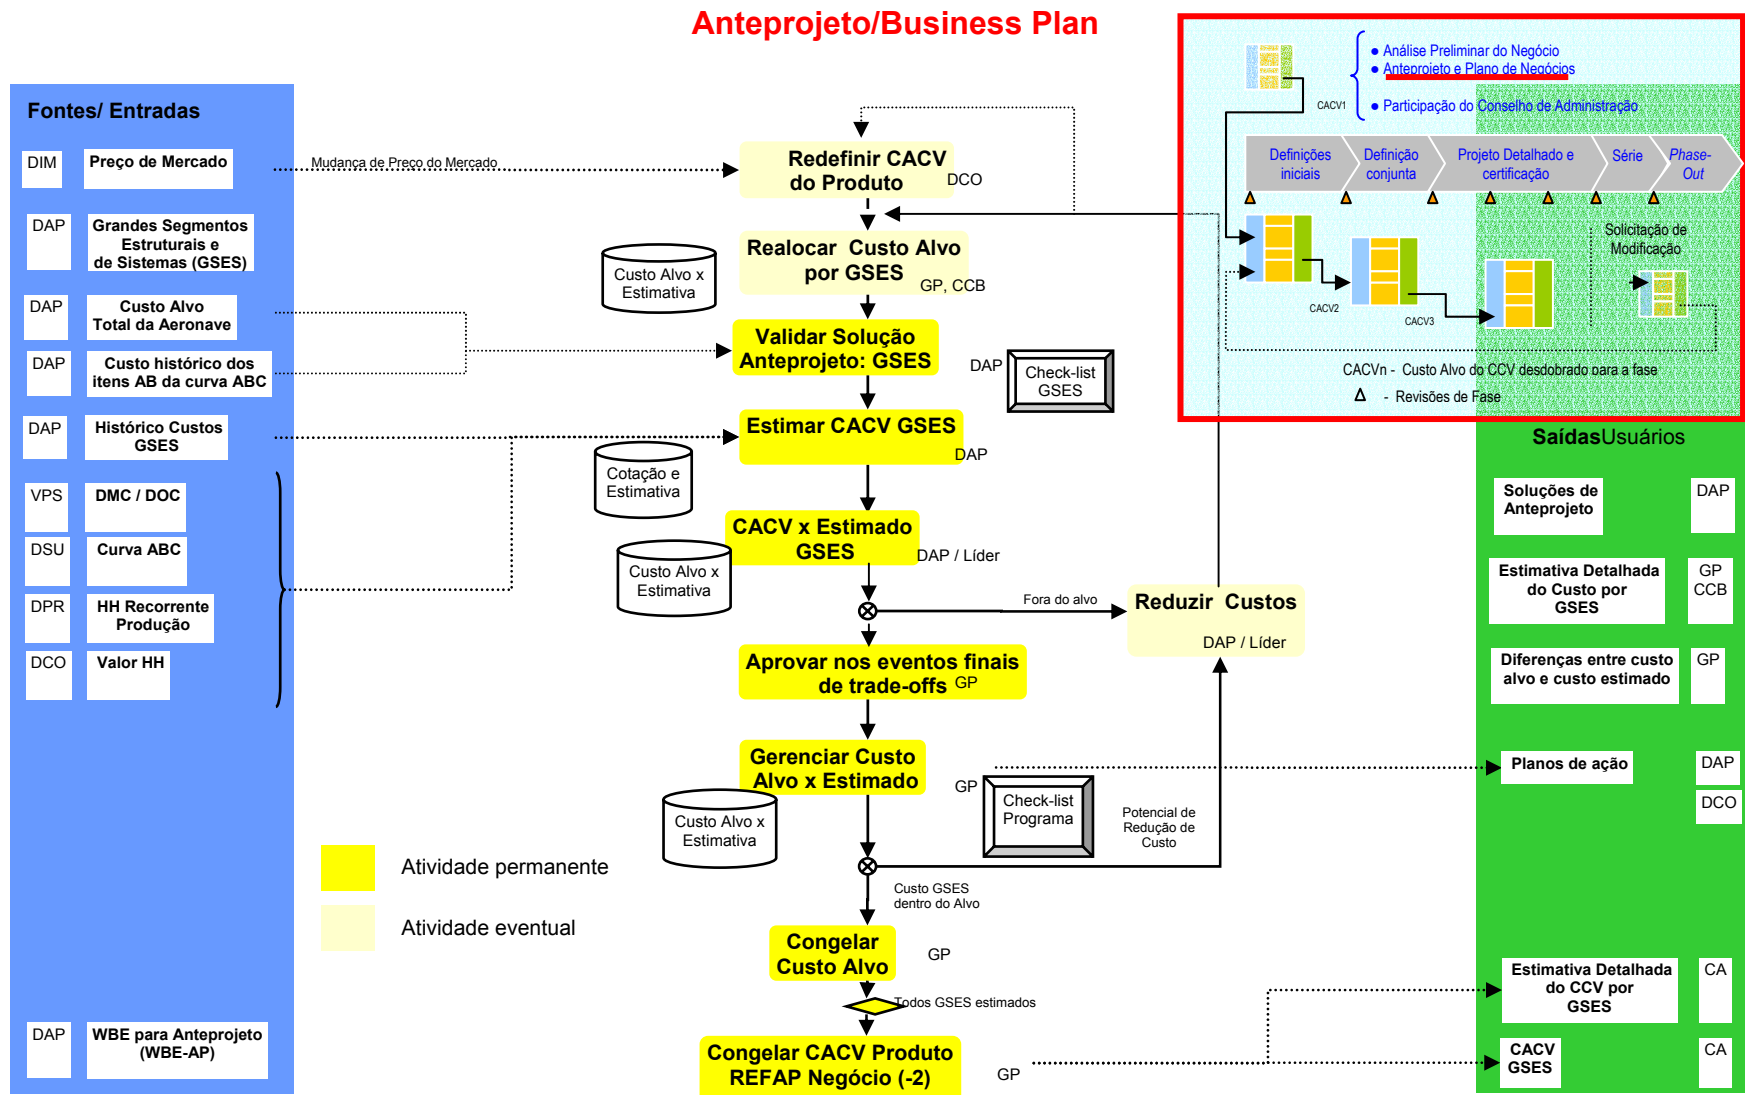 Anteprojeto/Business Plan
Fontes/ Entradas
DIM
Preço de Mercado
DAP
Grandes Segmentos
Estruturais e
de Sistemas (GSES)
DAP
Custo Alvo
Total da Aeronave
DAP
Custo histórico dos
itens AB da curva ABC
DAP
Histórico Custos
GSES
VPS
DMC / DOC
DSU
Curva ABC
DPR
HH Recorrente
Produção
DCO
Valor HH
DAP
WBE para Anteprojeto
(WBE-AP)
Mudança de Preço do Mercado
Redefinir CACV
do Produto
DCO
Realocar Custo Alvo
por GSES
GP, CCB
Custo Alvo x
Estimativa
Validar Solução
Anteprojeto: GSES
DAP
Check-list
GSES
Estimar CACV GSES
DAP
Cotação e
Estimativa
CACV x Estimado
GSES
DAP / Líder
Custo Alvo x
Estimativa
Fora do alvo
Reduzir Custos
DAP / Líder
Aprovar nos eventos finais
de trade-offs
GP
Gerenciar Custo
Alvo x Estimado
GP
Check-list
Programa
Custo Alvo x
Estimativa
Potencial de
Redução de
Custo
Custo GSES
dentro do Alvo
Congelar
Custo Alvo
GP
Todos GSES estimados
Congelar CACV Produto
REFAP Negócio (-2)
GP
Atividade permanente
Atividade eventual
● Análise Preliminar do Negócio
● Anteprojeto e Plano de Negócios
● Participação do Conselho de Administração
CACV1
Definições
iniciais
Definição
conjunta
Projeto Detalhado e
certificação
Série
Phase-
Out
Solicitação de
Modificação
CACV2
CACV3
CACVn - Custo Alvo do CCV desdobrado para a fase
Δ - Revisões de Fase
SaídasUsuários
Soluções de
Anteprojeto
DAP
Estimativa Detalhada
do Custo por
GSES
GP
CCB
Diferenças entre custo
alvo e custo estimado
GP
Planos de ação
DAP
DCO
Estimativa Detalhada
do CCV por
GSES
CA
CACV
GSES
CA